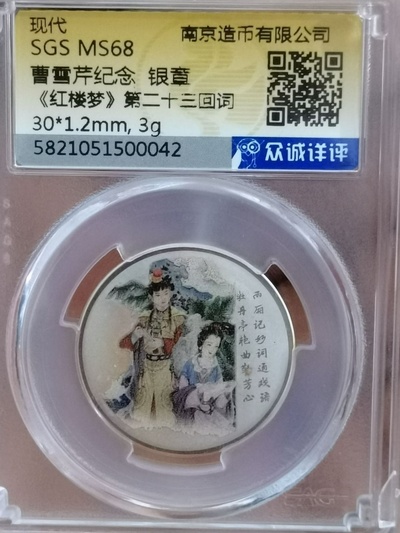 现代
南京造币有限公司
SGS MS68
曹雪芹纪念 银章
《红楼梦》第二十三回词
30*1.2mm, 3g
5821051500042
众诚详评
西厢记妙词通戏语
牡丹亭艳曲警芳心